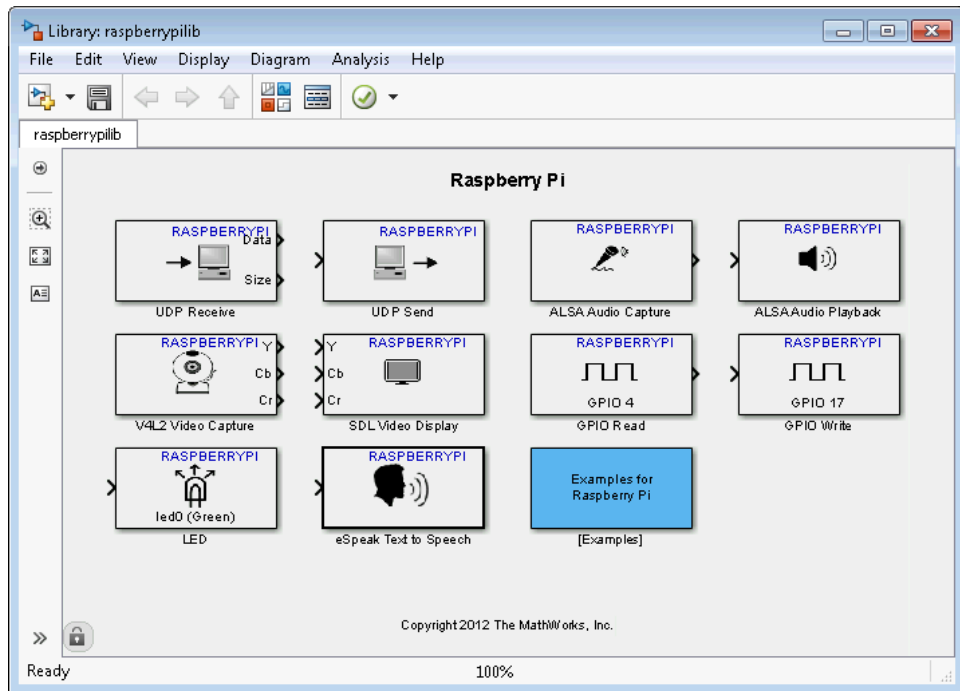 Library: raspberrypilib
File Edit View Display Diagram Analysis Help
raspberrypilib
Raspberry Pi
RASPBERRYPI
Data
Size
UDP Receive
RASPBERRYPI
UDP Send
RASPBERRYPI
ALSA Audio Capture
RASPBERRYPI
ALSA Audio Playback
RASPBERRYPI
Y
Cb
Cr
V4L2 Video Capture
RASPBERRYPI
Y
Cb
Cr
SDL Video Display
RASPBERRYPI
GPIO 4
GPIO Read
RASPBERRYPI
GPIO 17
GPIO Write
RASPBERRYPI
led0 (Green)
LED
RASPBERRYPI
eSpeak Text to Speech
Examples for
Raspberry Pi
[Examples]
Copyright 2012 The MathWorks, Inc.
Ready 100%